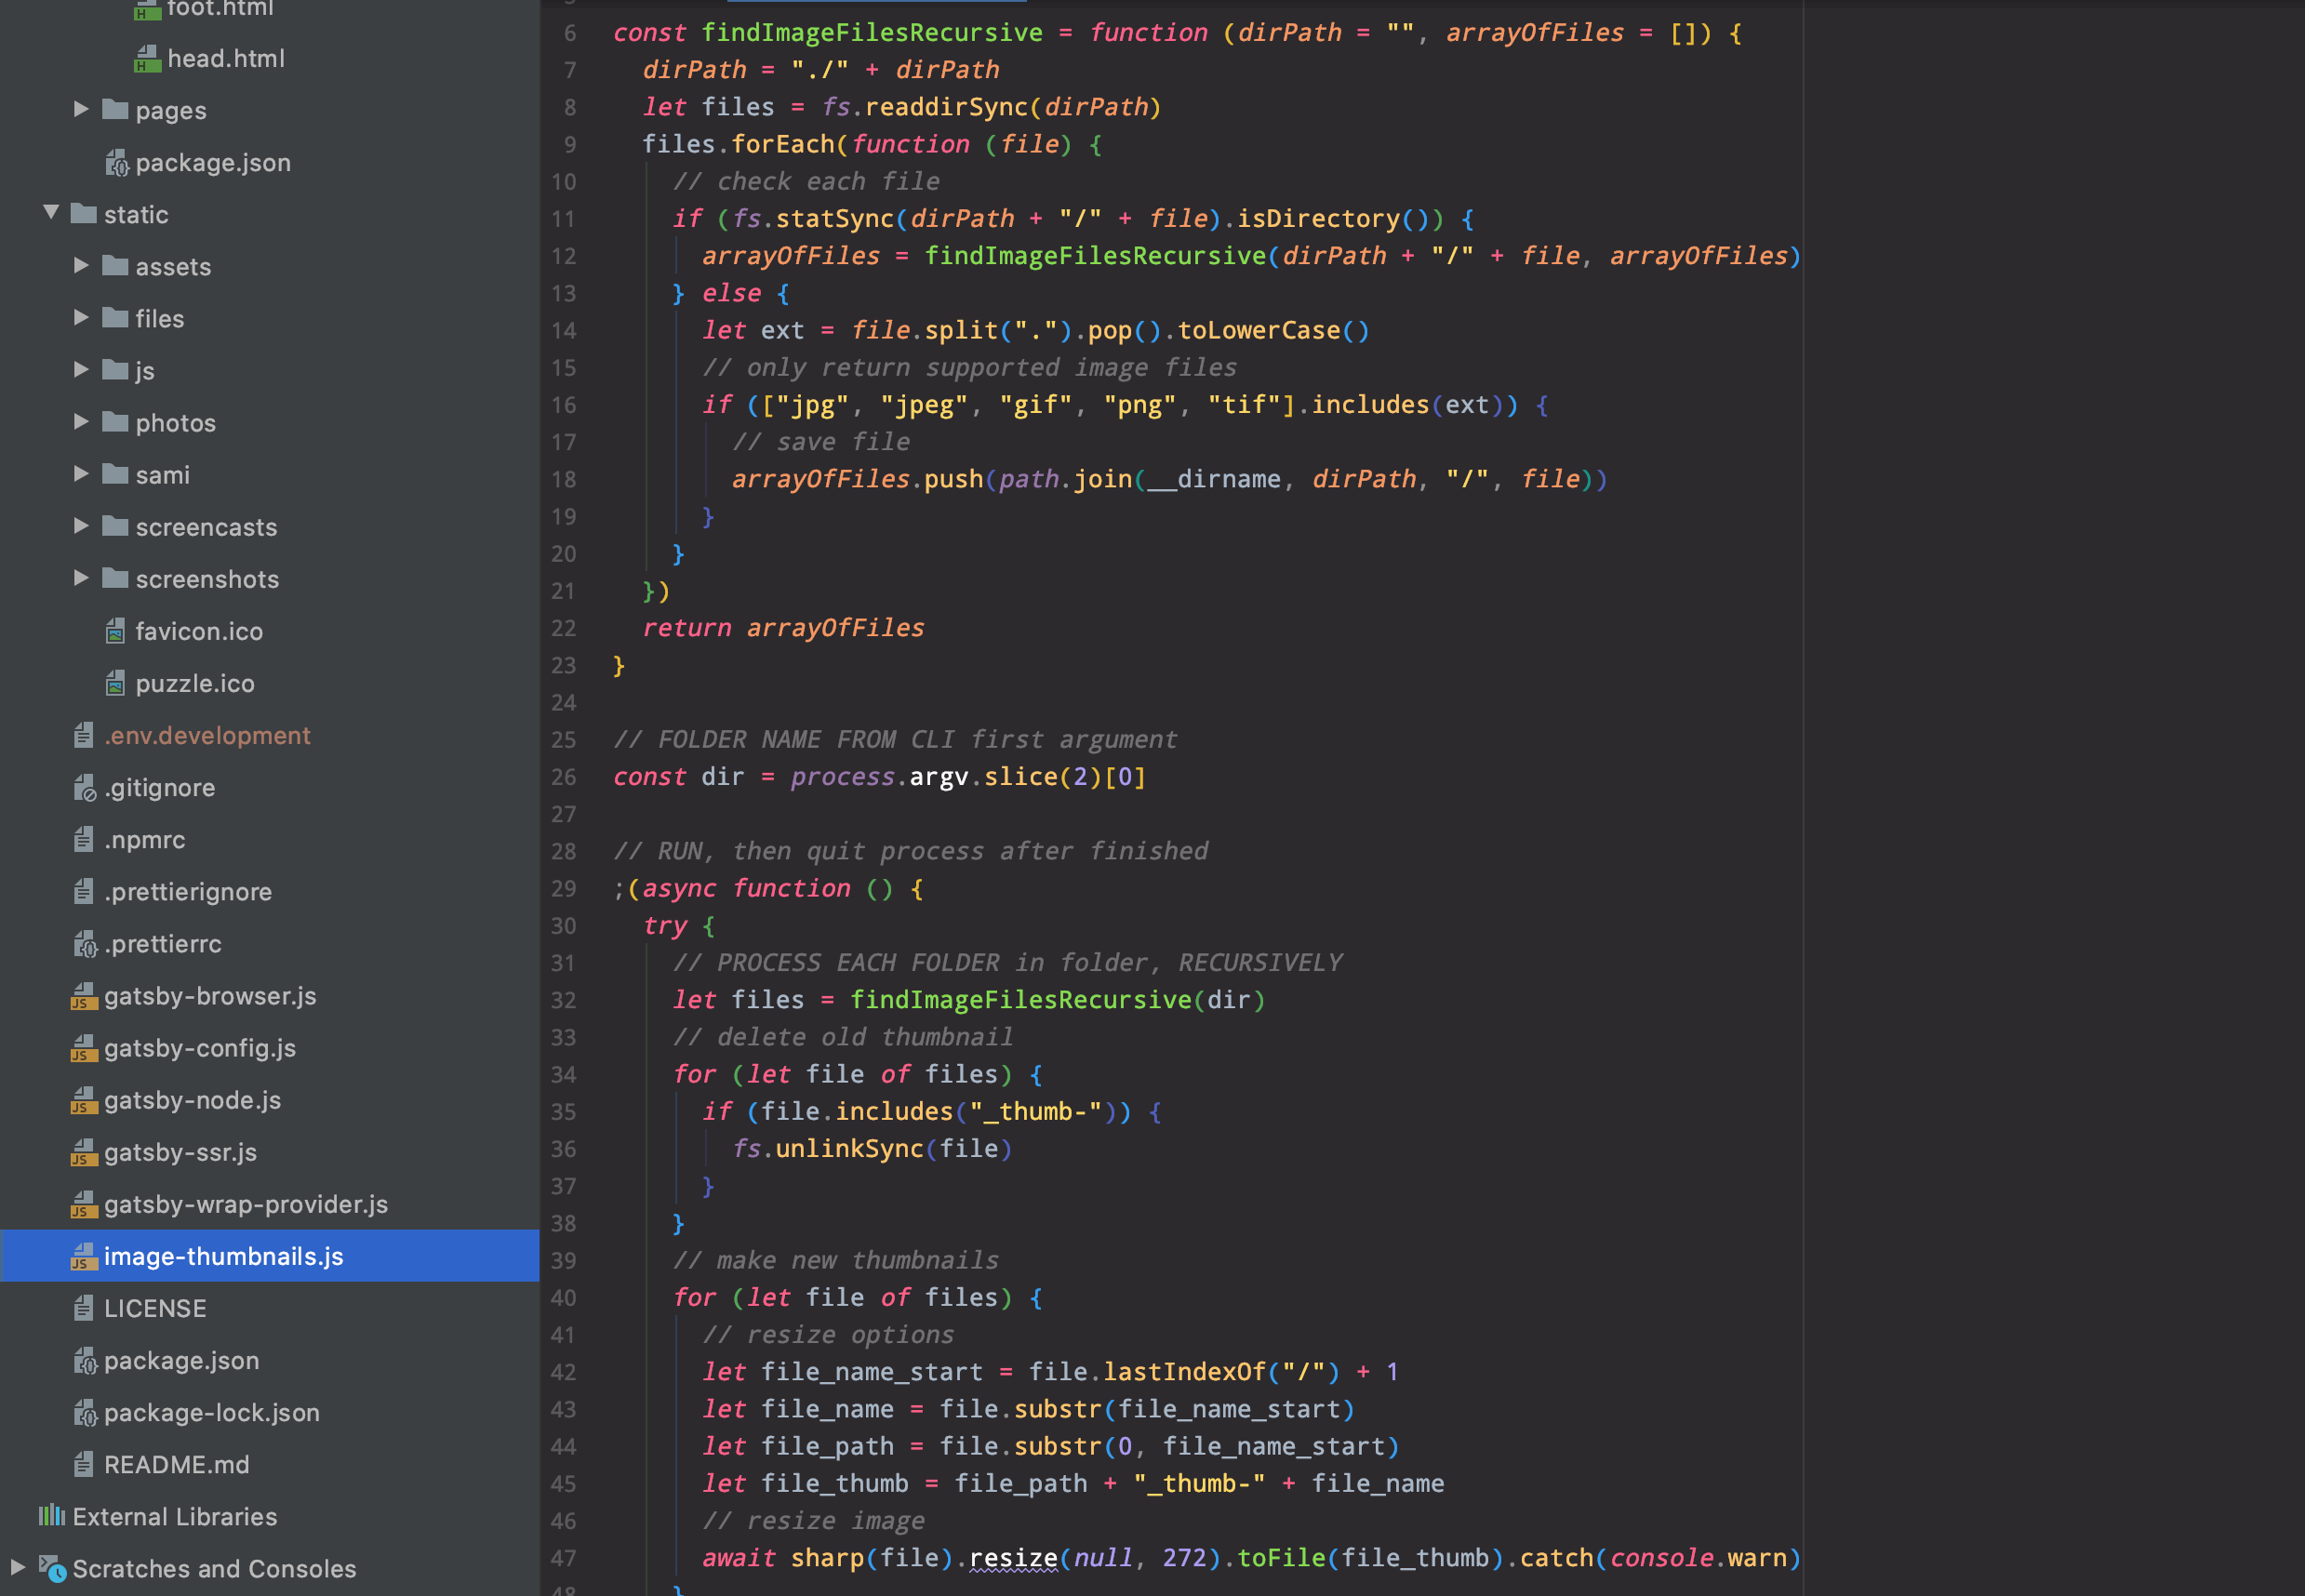 foot.html
head.html
pages
package.json
static
assets
files
js
photos
sami
screencasts
screenshots
favicon.ico
puzzle.ico
.env.development
.gitignore
.npmrc
.prettierignore
.prettierrc
gatsby-browser.js
gatsby-config.js
gatsby-node.js
gatsby-ssr.js
gatsby-wrap-provider.js
image-thumbnails.js
LICENSE
package.json
package-lock.json
README.md
External Libraries
Scratches and Consoles
6 const findImageFilesRecursive = function (dirPath = "", arrayOfFiles = []) {
7   dirPath = "./" + dirPath
8   let files = fs.readdirSync(dirPath)
9   files.forEach(function (file) {
10     // check each file
11     if (fs.statSync(dirPath + "/" + file).isDirectory()) {
12       arrayOfFiles = findImageFilesRecursive(dirPath + "/" + file, arrayOfFiles)
13     } else {
14       let ext = file.split(".").pop().toLowerCase()
15       // only return supported image files
16       if (["jpg", "jpeg", "gif", "png", "tif"].includes(ext)) {
17         // save file
18         arrayOfFiles.push(path.join(__dirname, dirPath, "/", file))
19       }
20     }
21   })
22   return arrayOfFiles
23 }
24
25 // FOLDER NAME FROM CLI first argument
26 const dir = process.argv.slice(2)[0]
27
28 // RUN, then quit process after finished
29 ;(async function () {
30   try {
31     // PROCESS EACH FOLDER in folder, RECURSIVELY
32     let files = findImageFilesRecursive(dir)
33     // delete old thumbnail
34     for (let file of files) {
35       if (file.includes("_thumb-")) {
36         fs.unlinkSync(file)
37       }
38     }
39     // make new thumbnails
40     for (let file of files) {
41       // resize options
42       let file_name_start = file.lastIndexOf("/") + 1
43       let file_name = file.substr(file_name_start)
44       let file_path = file.substr(0, file_name_start)
45       let file_thumb = file_path + "_thumb-" + file_name
46       // resize image
47       await sharp(file).resize(null, 272).toFile(file_thumb).catch(console.warn)
48     }